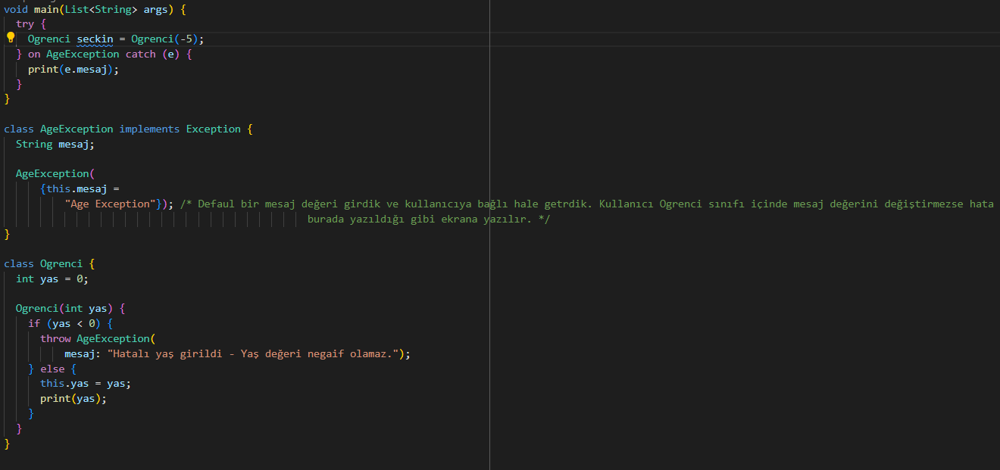 void main(List<String> args) {
  try {
    Ogrenci seckin = Ogrenci(-5);
  } on AgeException catch (e) {
    print(e.mesaj);
  }
}

class AgeException implements Exception {
  String mesaj;

  AgeException(
      {this.mesaj =
          "Age Exception"}); /* Defaul bir mesaj değeri girdik ve kullanıcıya bağlı hale getrdik. Kullanıcı Ogrenci sınıfı içinde mesaj değerini değiştirmezse hata
                                                  burada yazıldığı gibi ekrana yazılır. */
}

class Ogrenci {
  int yas = 0;

  Ogrenci(int yas) {
    if (yas < 0) {
      throw AgeException(
          mesaj: "Hatalı yaş girildi - Yaş değeri negaif olamaz.");
    } else {
      this.yas = yas;
      print(yas);
    }
  }
}